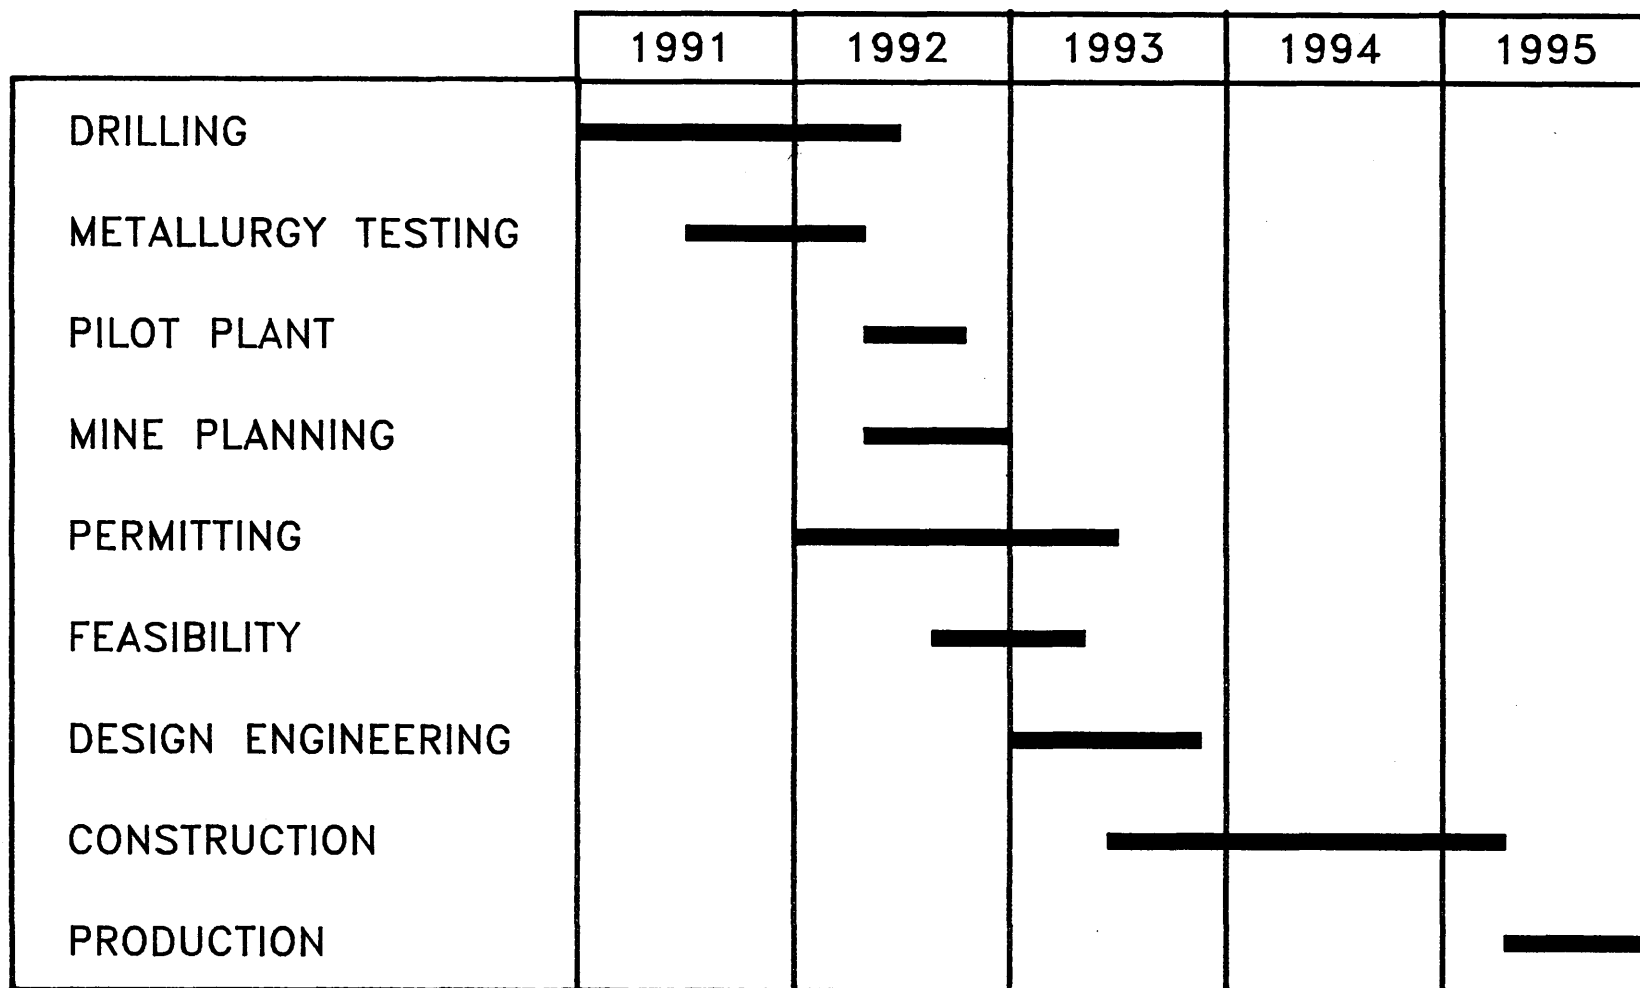 1991 1992 1993 1994 1995
DRILLING
METALLURGY TESTING
PILOT PLANT
MINE PLANNING
PERMITTING
FEASIBILITY
DESIGN ENGINEERING
CONSTRUCTION
PRODUCTION